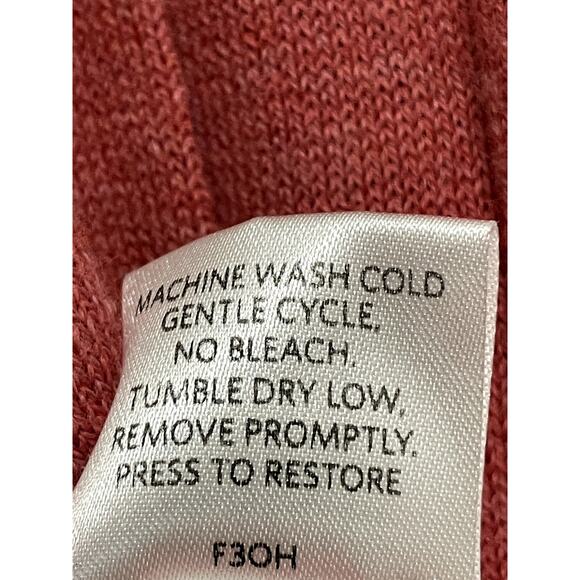 MACHINE WASH COLD
GENTLE CYCLE,
NO BLEACH.
TUMBLE DRY LOW,
REMOVE PROMPTLY.
PRESS TO RESTORE
F3OH